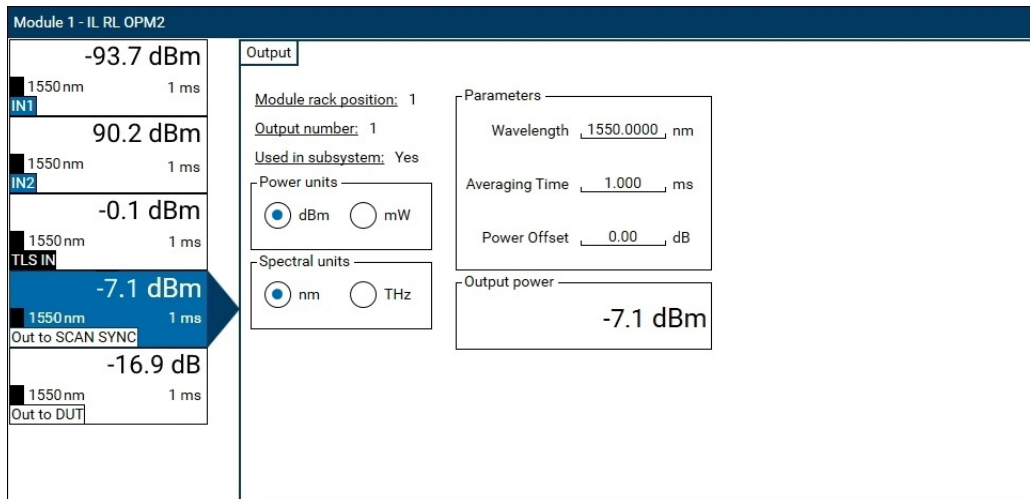 Module 1 - IL RL OPM2
-93.7 dBm
1550 nm 1 ms
IN1
90.2 dBm
1550 nm 1 ms
IN2
-0.1 dBm
1550 nm 1 ms
TLS IN
-7.1 dBm
1550 nm 1 ms
Out to SCAN SYNC
-16.9 dB
1550 nm 1 ms
Out to DUT
Output
Module rack position: 1
Output number: 1
Used in subsystem: Yes
Power units
dBm mW
Spectral units
nm THz
Parameters
Wavelength 1550.0000 nm
Averaging Time 1.000 ms
Power Offset 0.00 dB
Output power
-7.1 dBm